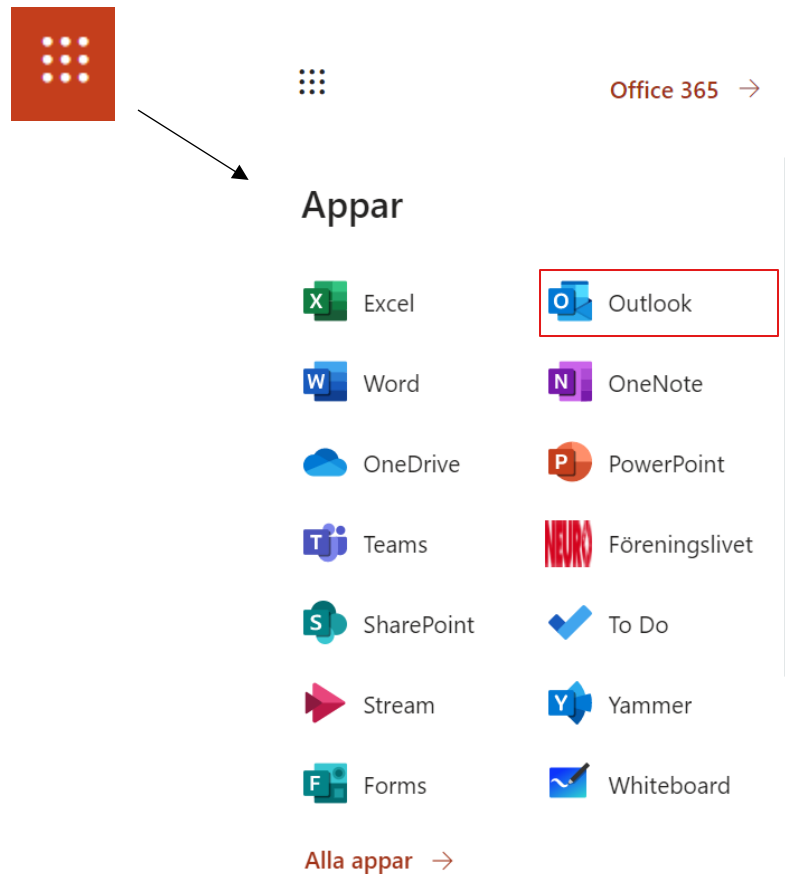 Office 365
Appar
Excel
Outlook
Word
OneNote
OneDrive
PowerPoint
Teams
NEURO Föreningslivet
SharePoint
To Do
Stream
Yammer
Forms
Whiteboard
Alla appar